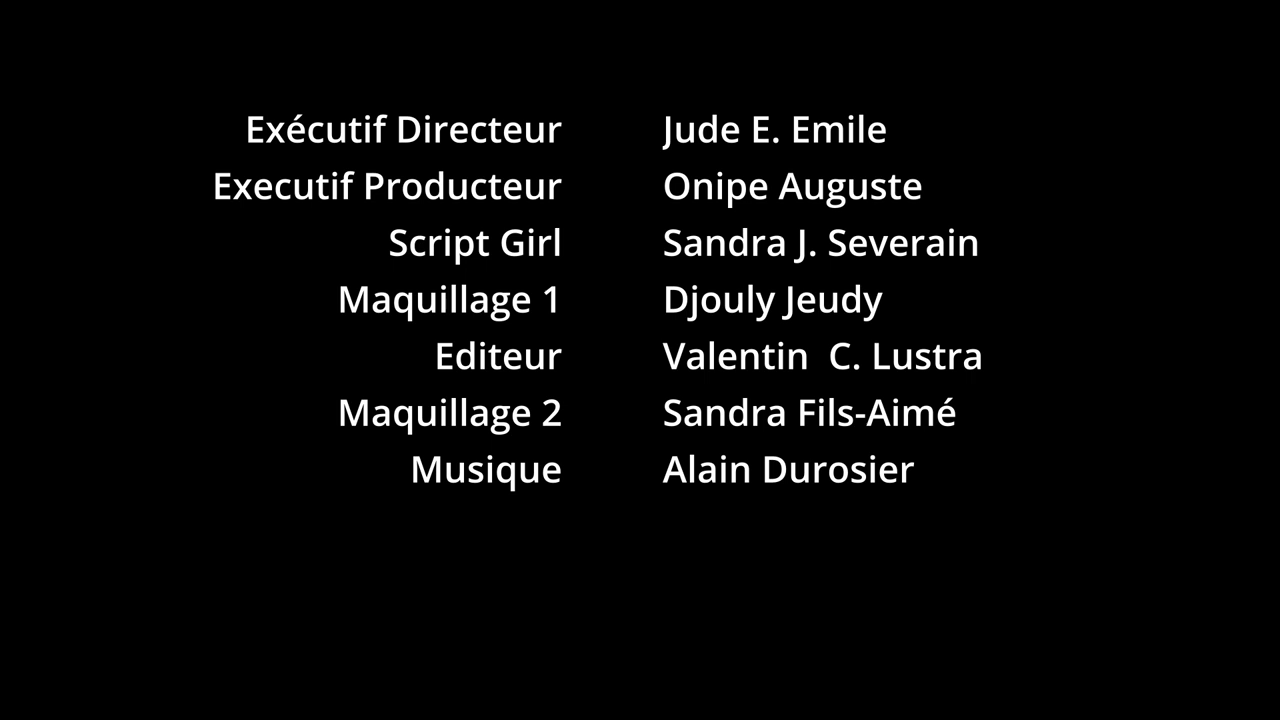 Exécutif Directeur Jude E. Emile
Executif Producteur Onipe Auguste
Script Girl Sandra J. Severain
Maquillage 1 Djouly Jeudy
Editeur Valentin  C. Lustra
Maquillage 2 Sandra Fils-Aimé
Musique Alain Durosier